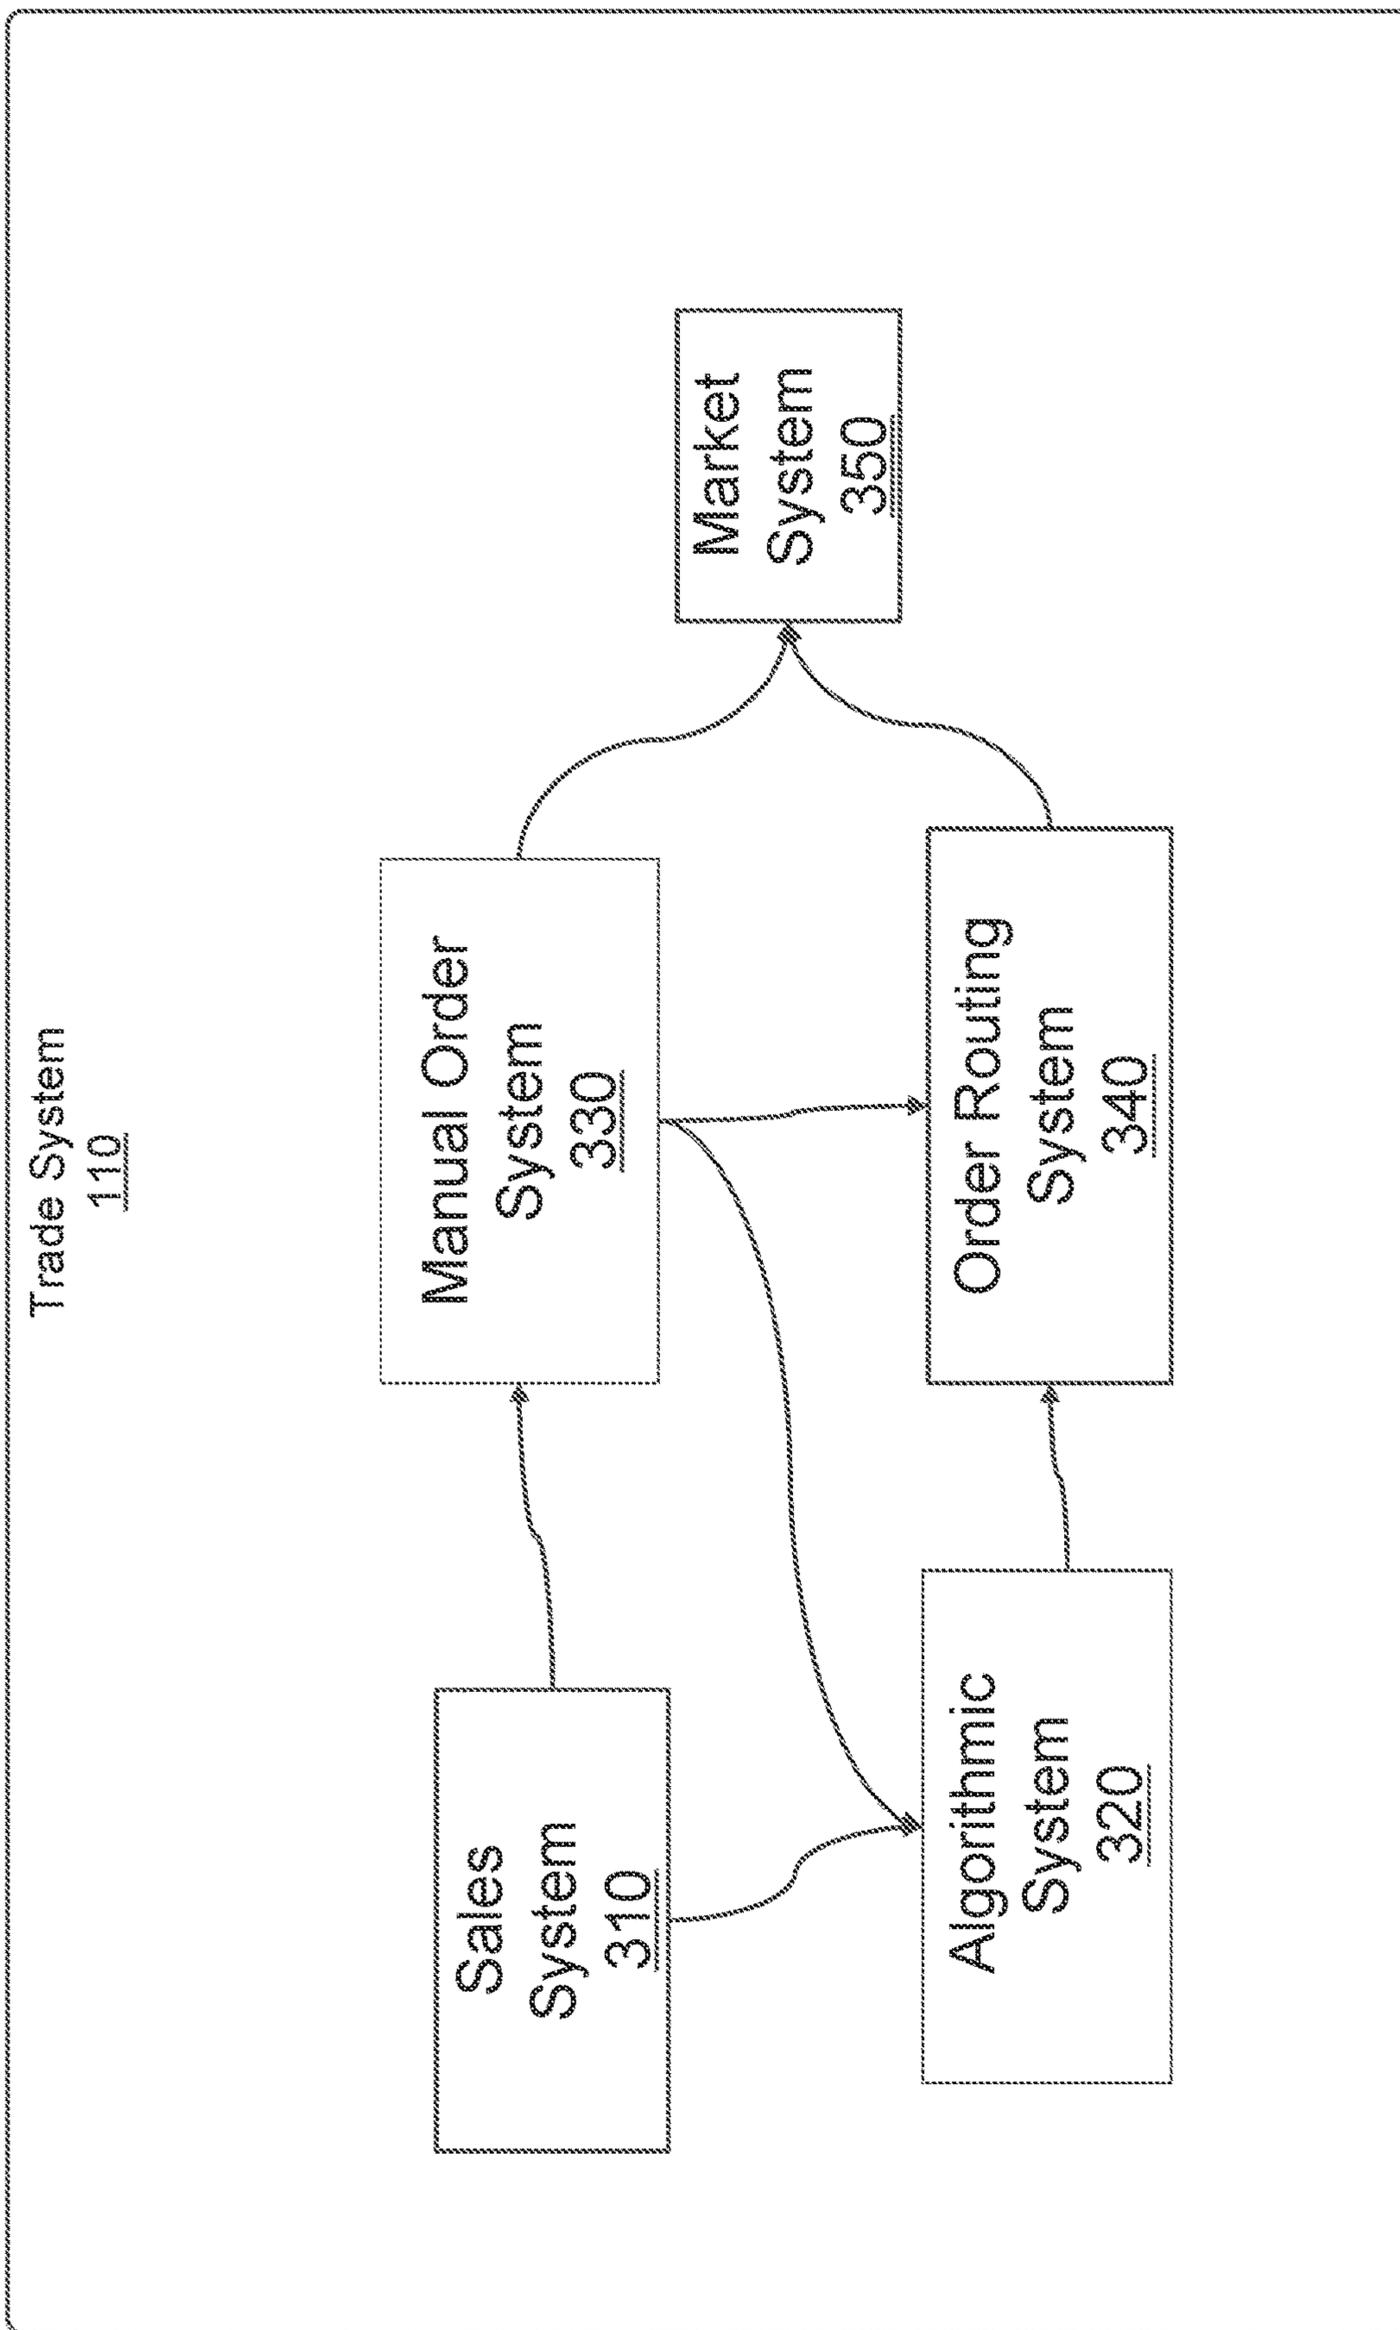 Trade System
110
Sales
System
310
Manual Order
System
330
Market
System
350
Algorithmic
System
320
Order Routing
System
340